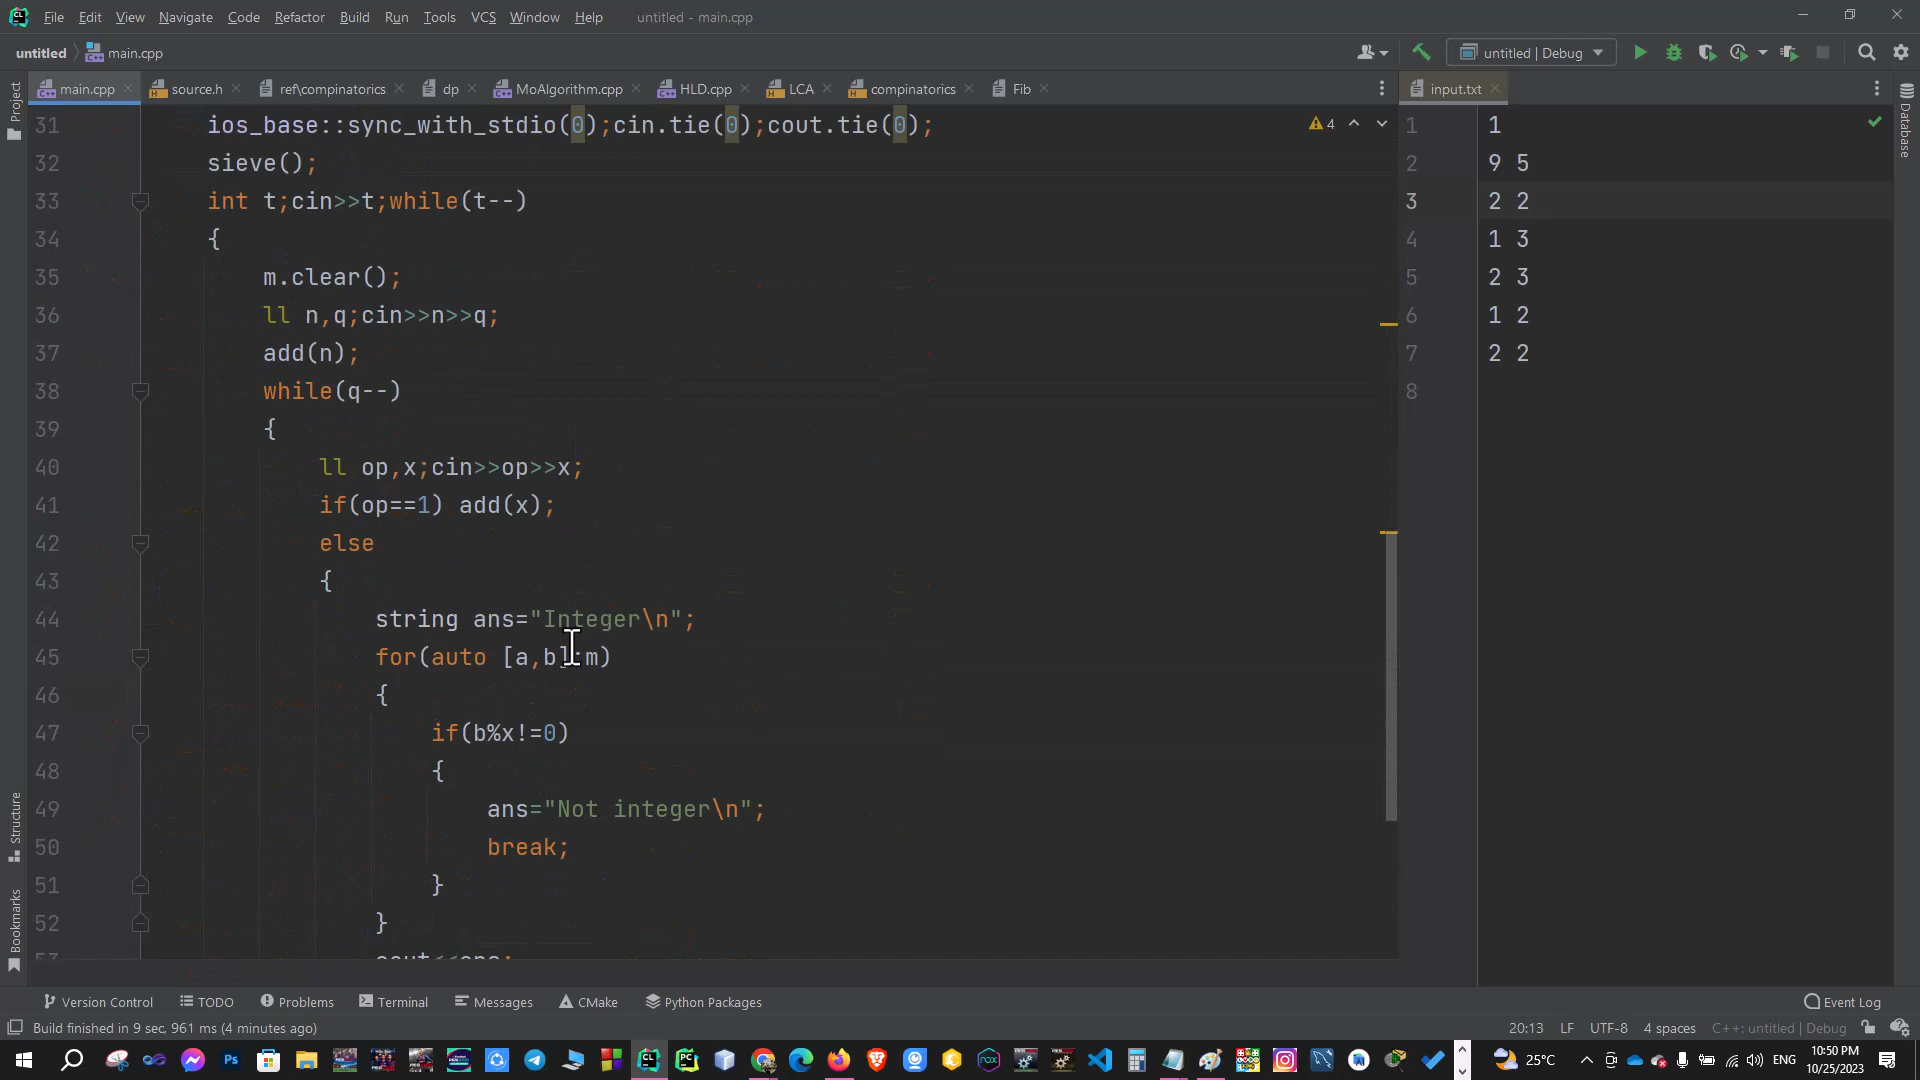 File Edit View Navigate Code Refactor Build Run Tools VCS Window Help untitled - main.cpp
untitled main.cpp untitled | Debug
main.cpp source.h ref\compinatorics dp MoAlgorithm.cpp HLD.cpp LCA compinatorics Fib input.txt
Project
Structure
Bookmarks
31 ios_base::sync_with_stdio(0);cin.tie(0);cout.tie(0);
32 sieve();
33 int t;cin>>t;while(t--)
34 {
35 m.clear();
36 ll n,q;cin>>n>>q;
37 add(n);
38 while(q--)
39 {
40 ll op,x;cin>>op>>x;
41 if(op==1) add(x);
42 else
43 {
44 string ans="Integer\n";
45 for(auto [a,b]:m)
46 {
47 if(b%x!=0)
48 {
49 ans="Not integer\n";
50 break;
51 }
52 }
53 cout<<ans;
4
1 1
2 9 5
3 2 2
4 1 3
5 2 3
6 1 2
7 2 2
8
Database
Version Control TODO Problems Terminal Messages CMake Python Packages Event Log
Build finished in 9 sec, 961 ms (4 minutes ago) 20:13 LF UTF-8 4 spaces C++: untitled | Debug
25°C ENG 10:50 PM
10/25/2023